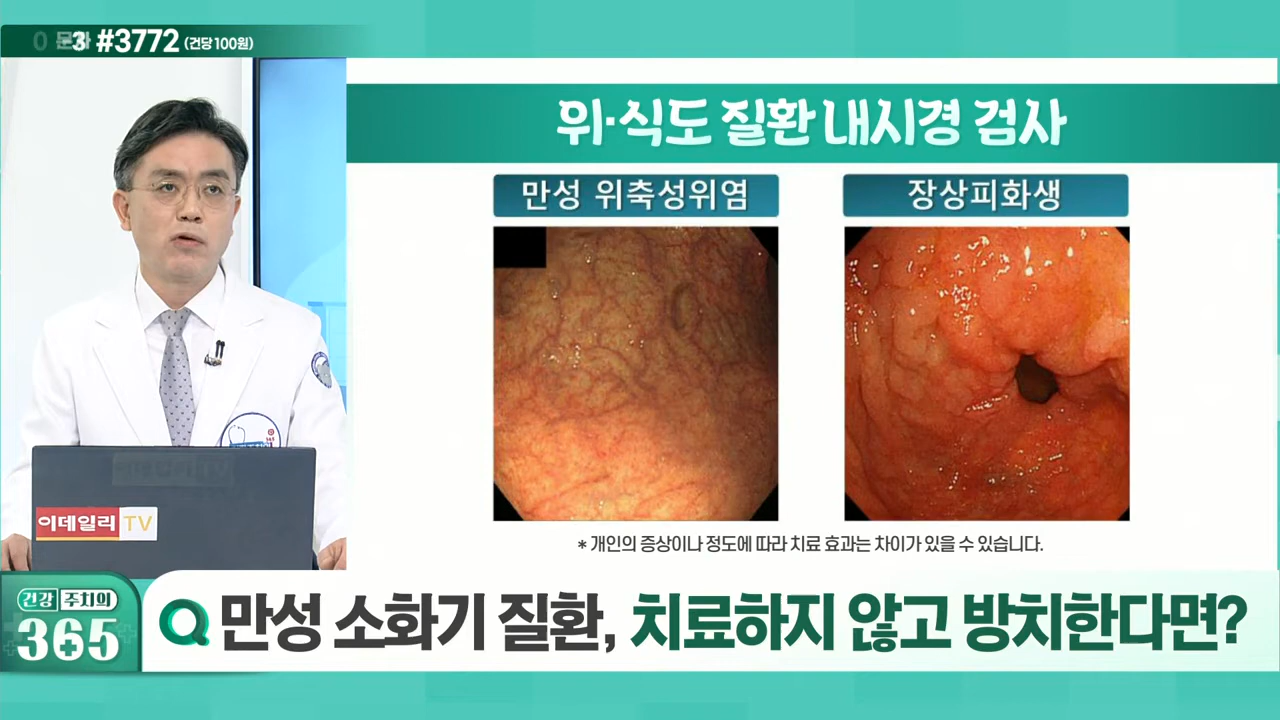 #3772 (건당 100원)
위·식도 질환 내시경 검사
만성 위축성위염
장상피화생
* 개인의 증상이나 정도에 따라 치료 효과는 차이가 있을 수 있습니다.
이데일리 TV
건강 주치의
365
Q 만성 소화기 질환, 치료하지 않고 방치한다면?